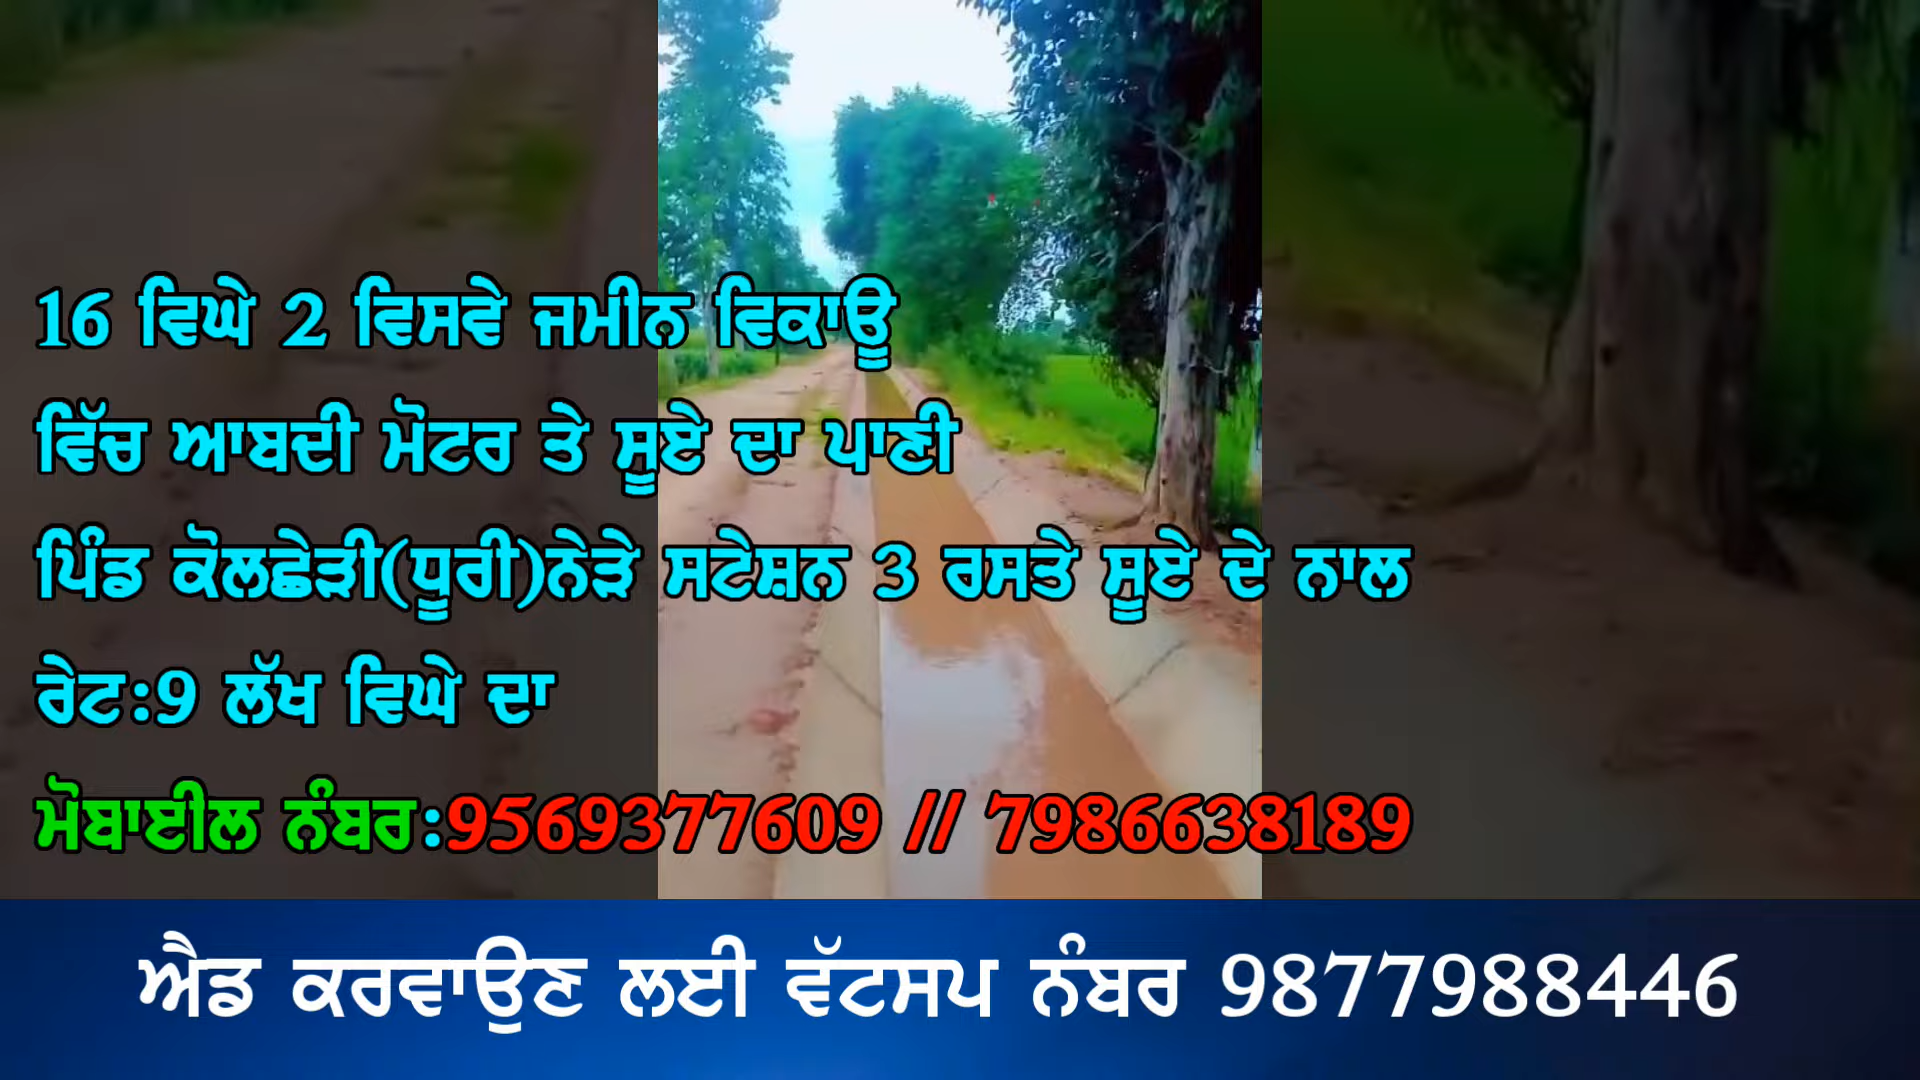 16 ਵਿਘੇ 2 ਵਿਸਵੇ ਜਮੀਨ ਵਿਕਾਊ
ਵਿੱਚ ਆਬਦੀ ਮੋਟਰ ਤੇ ਸੂਏ ਦਾ ਪਾਣੀ
ਪਿੰਡ ਕੋਲਛੇੜੀ(ਧੂਰੀ)ਨੇੜੇ ਸਟੇਸ਼ਨ 3 ਰਸਤੇ ਸੂਏ ਦੇ ਨਾਲ
ਰੇਟ:9 ਲੱਖ ਵਿਘੇ ਦਾ
ਮੋਬਾਈਲ ਨੰਬਰ:9569377609 // 7986638189
ਐਡ ਕਰਵਾਉਣ ਲਈ ਵੱਟਸਪ ਨੰਬਰ 9877988446